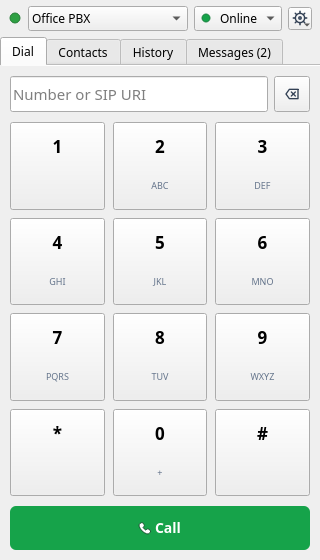 Office PBX Online
Dial Contacts History Messages (2)
Number or SIP URI
1 2 3
ABC DEF
4 5 6
GHI JKL MNO
7 8 9
PQRS TUV WXYZ
* 0 #
+
Call